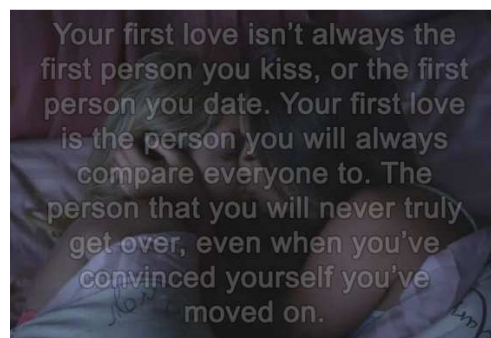 Your first love isn't always the
first person you kiss, or the first
person you date. Your first love
is the person you will always
compare everyone to. The
person that you will never truly
get over, even when you've
convinced yourself you've
moved on.